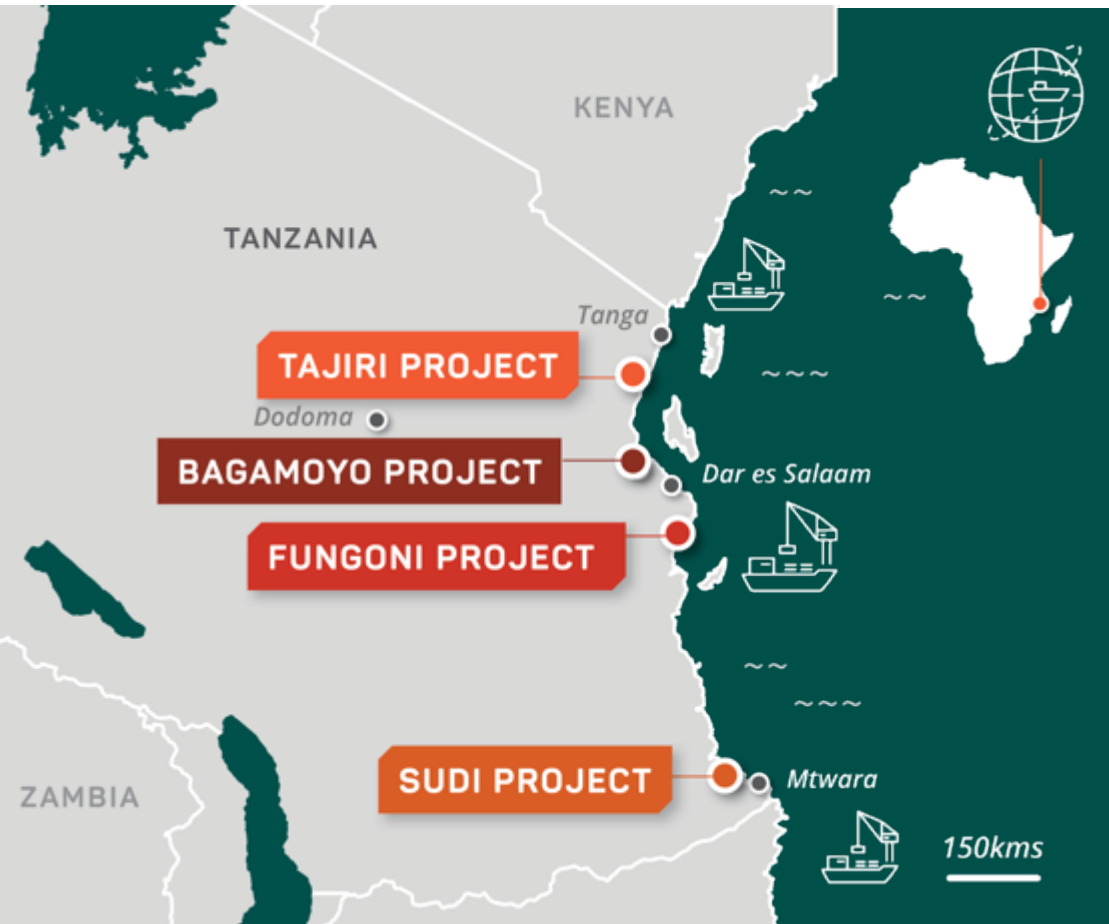 KENYA
TANZANIA
Tanga
TAJIRI PROJECT
Dodoma
BAGAMOYO PROJECT
Dar es Salaam
FUNGONI PROJECT
SUDI PROJECT
Mtwara
ZAMBIA
150kms